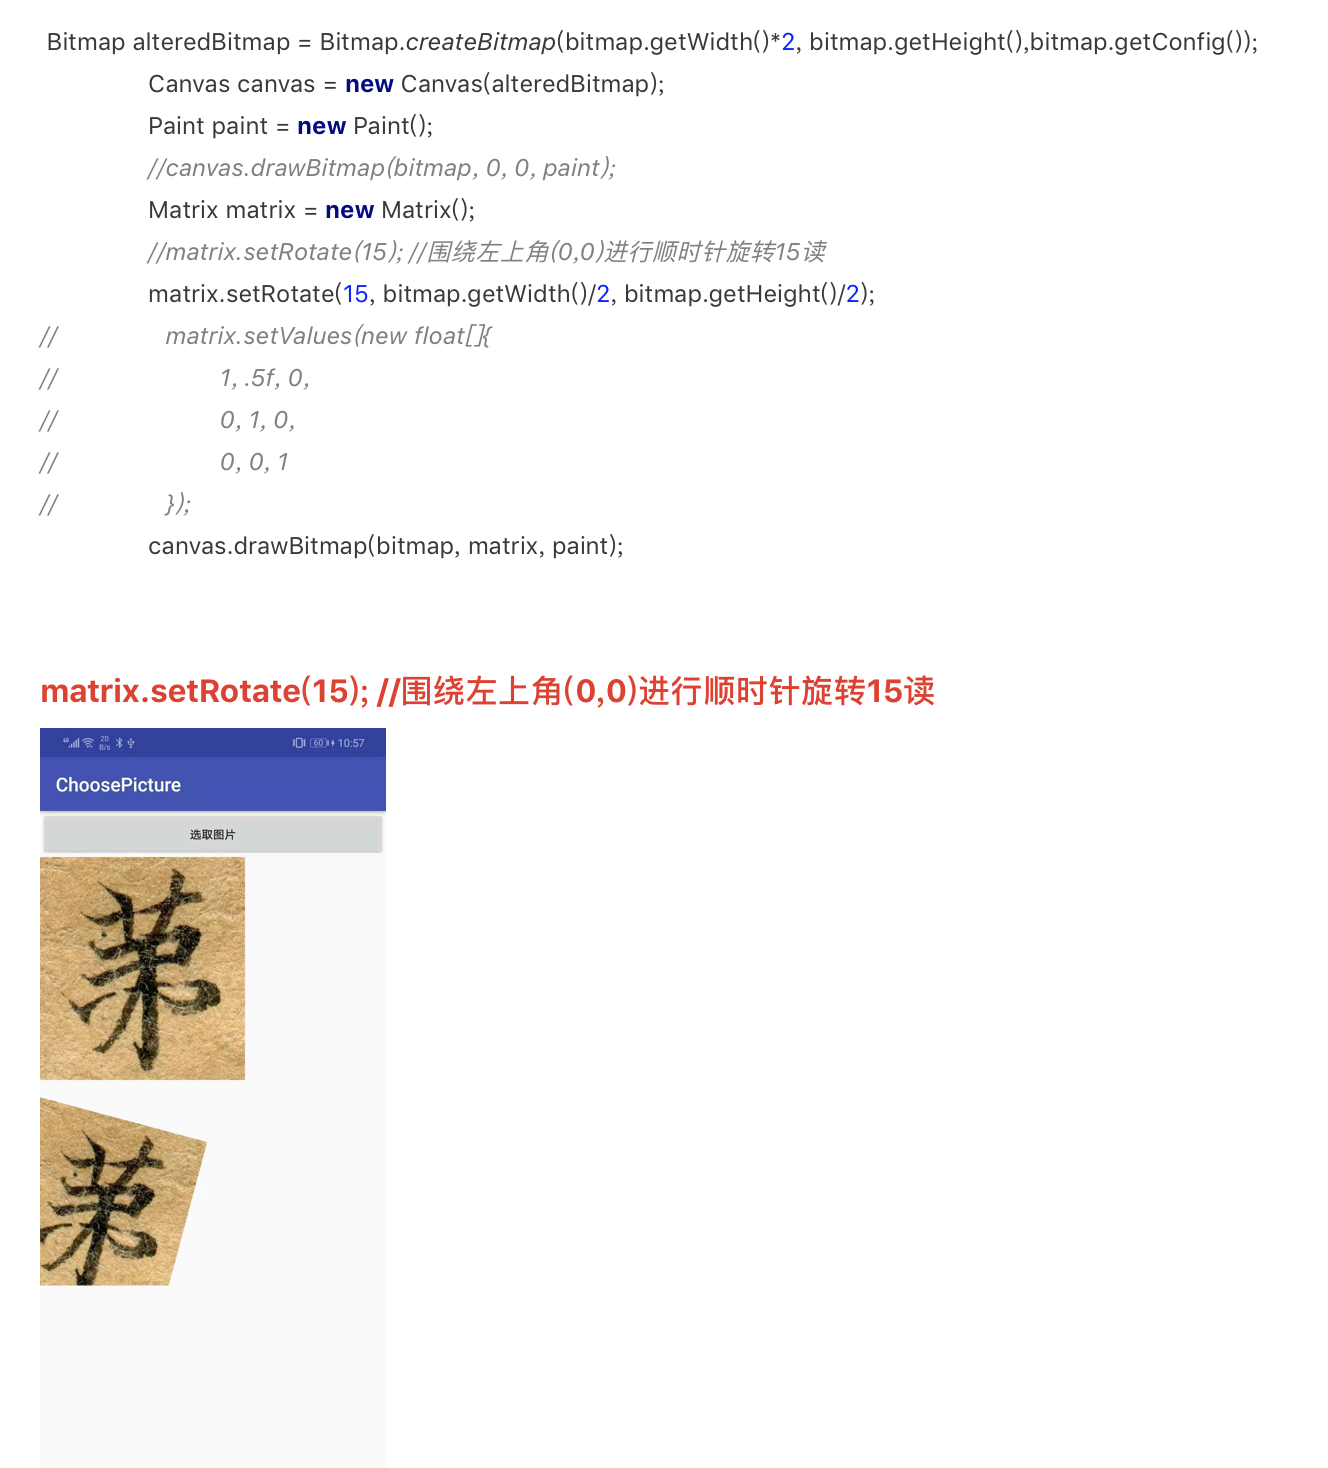 Bitmap alteredBitmap = Bitmap.createBitmap(bitmap.getWidth()*2, bitmap.getHeight(),bitmap.getConfig());
Canvas canvas = new Canvas(alteredBitmap);
Paint paint = new Paint();
//canvas.drawBitmap(bitmap, 0, 0, paint);
Matrix matrix = new Matrix();
//matrix.setRotate(15); //围绕左上角(0,0)进行顺时针旋转15读
matrix.setRotate(15, bitmap.getWidth()/2, bitmap.getHeight()/2);
// matrix.setValues(new float[]{
// 1, .5f, 0,
// 0, 1, 0,
// 0, 0, 1
// });
canvas.drawBitmap(bitmap, matrix, paint);
matrix.setRotate(15); //围绕左上角(0,0)进行顺时针旋转15读
20 B/s 60 10:57
ChoosePicture
选取图片